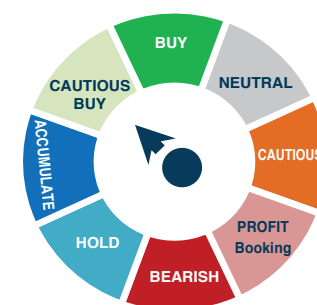 BUY
NEUTRAL
CAUTIOUS
PROFIT
Booking
BEARISH
HOLD
ACCUMULATE
CAUTIOUS
BUY